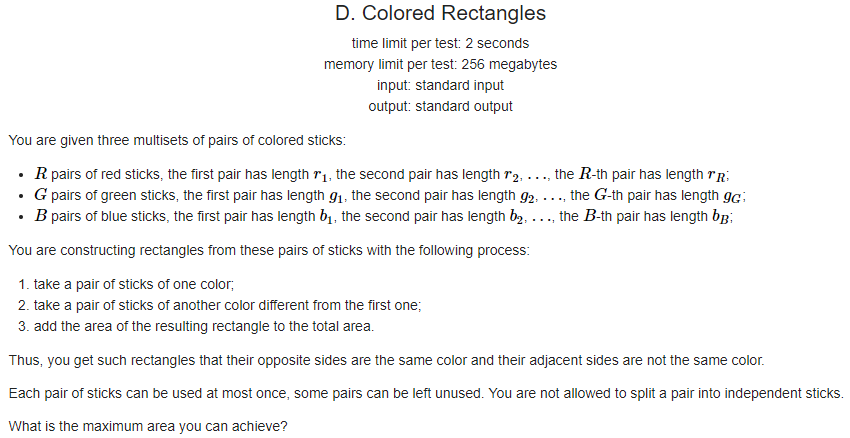 D. Colored Rectangles
time limit per test: 2 seconds
memory limit per test: 256 megabytes
input: standard input
output: standard output
You are given three multisets of pairs of colored sticks:
• R pairs of red sticks, the first pair has length r₁, the second pair has length r₂, ..., the R-th pair has length r_R;
• G pairs of green sticks, the first pair has length g₁, the second pair has length g₂, ..., the G-th pair has length g_G;
• B pairs of blue sticks, the first pair has length b₁, the second pair has length b₂, ..., the B-th pair has length b_B;
You are constructing rectangles from these pairs of sticks with the following process:
1. take a pair of sticks of one color;
2. take a pair of sticks of another color different from the first one;
3. add the area of the resulting rectangle to the total area.
Thus, you get such rectangles that their opposite sides are the same color and their adjacent sides are not the same color.
Each pair of sticks can be used at most once, some pairs can be left unused. You are not allowed to split a pair into independent sticks.
What is the maximum area you can achieve?